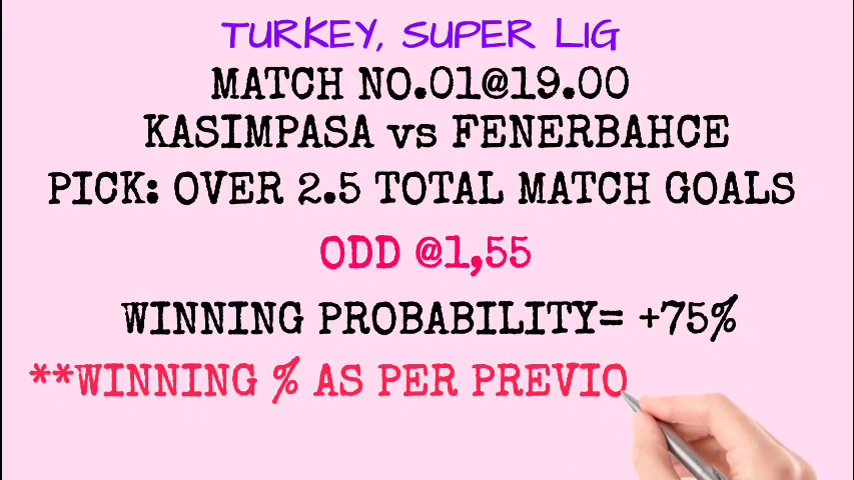 TURKEY, SUPER LIG
MATCH NO.01@19.00
KASIMPASA vs FENERBAHCE
PICK: OVER 2.5 TOTAL MATCH GOALS
ODD @1,55
WINNING PROBABILITY= +75%
**WINNING % AS PER PREVIO